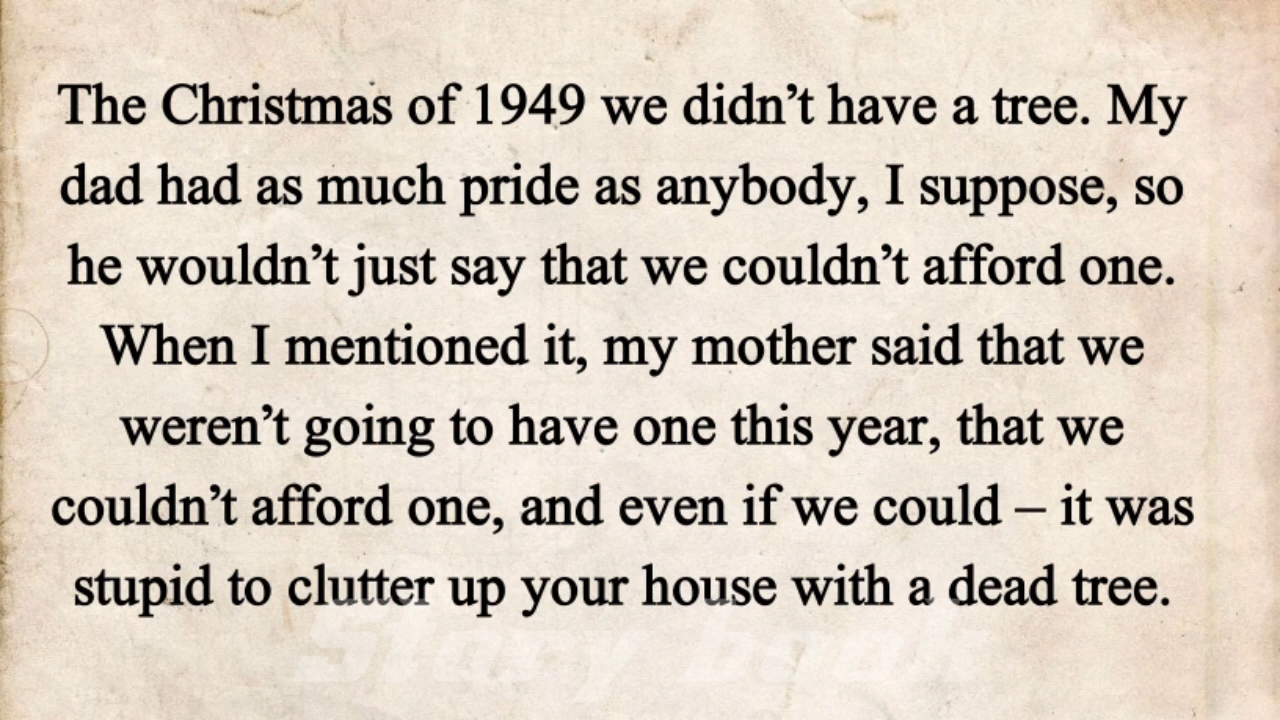 The Christmas of 1949 we didn’t have a tree. My
dad had as much pride as anybody, I suppose, so
he wouldn’t just say that we couldn’t afford one.
When I mentioned it, my mother said that we
weren’t going to have one this year, that we
couldn’t afford one, and even if we could – it was
stupid to clutter up your house with a dead tree.
Story book